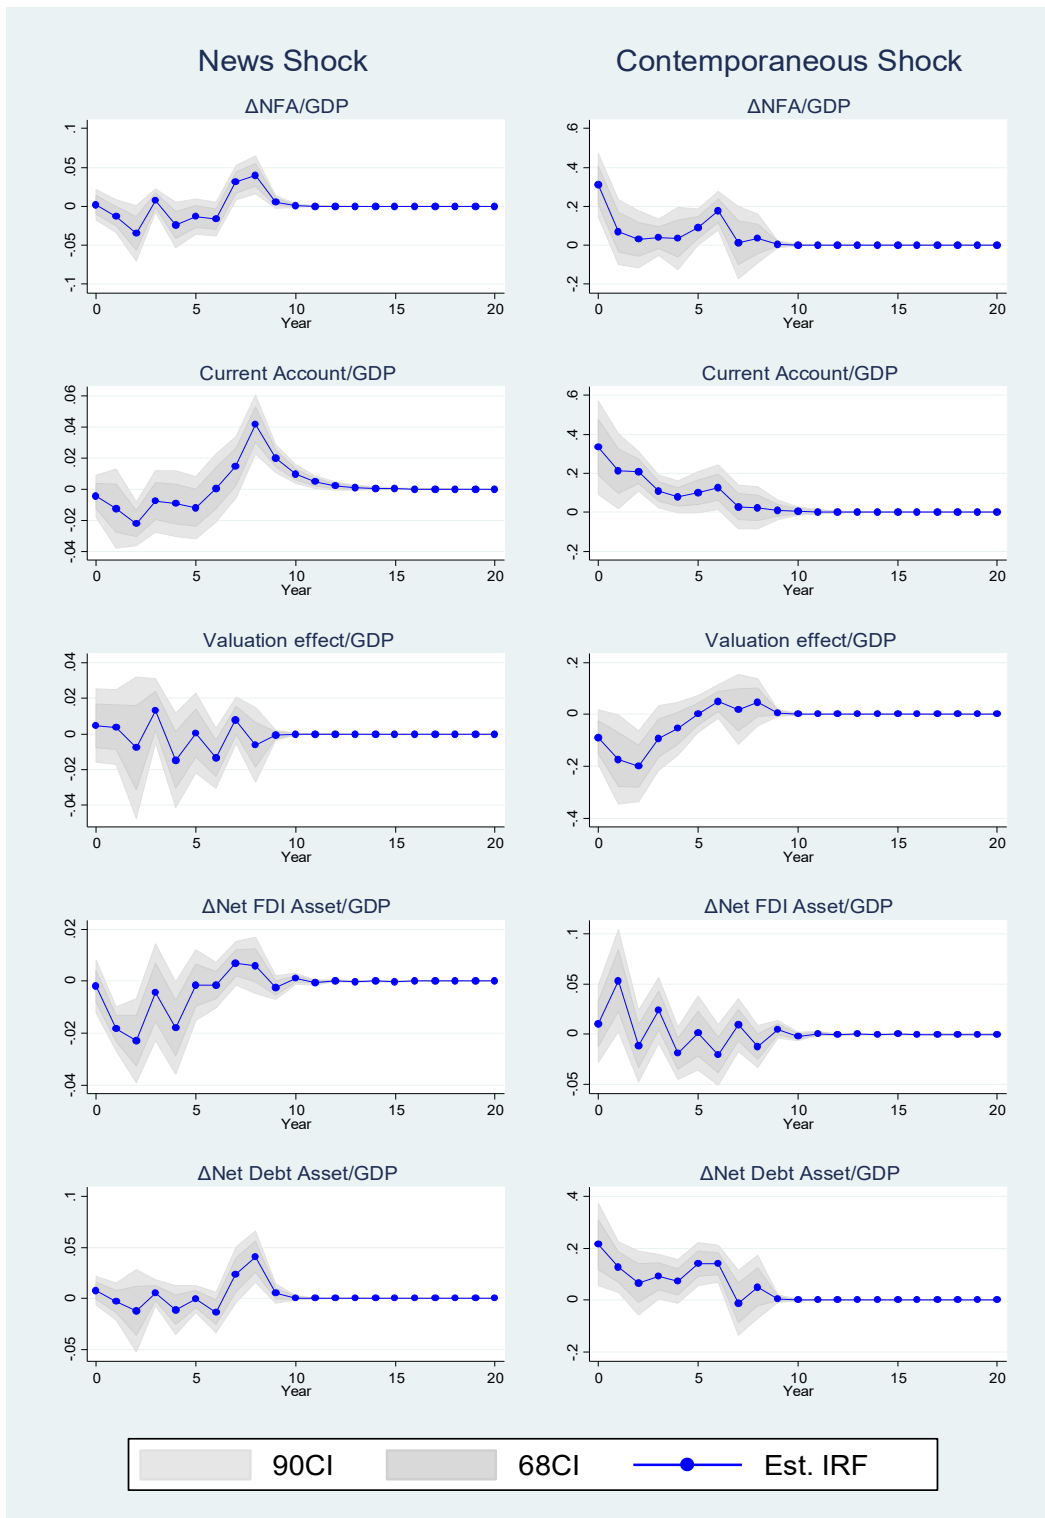 News Shock
Contemporaneous Shock
ΔNFA/GDP
.1
.05
0
-.05
-.1
0 5 10 15 20
Year
ΔNFA/GDP
.6
.4
.2
0
-.2
0 5 10 15 20
Year
Current Account/GDP
.06
.04
.02
0
-.02
-.04
0 5 10 15 20
Year
Current Account/GDP
.6
.4
.2
0
-.2
0 5 10 15 20
Year
Valuation effect/GDP
.04
.02
0
-.02
-.04
0 5 10 15 20
Year
Valuation effect/GDP
.2
0
-.2
-.4
0 5 10 15 20
Year
ΔNet FDI Asset/GDP
.02
0
-.02
-.04
0 5 10 15 20
Year
ΔNet FDI Asset/GDP
.1
.05
0
-.05
0 5 10 15 20
Year
ΔNet Debt Asset/GDP
.1
.05
0
-.05
0 5 10 15 20
Year
ΔNet Debt Asset/GDP
.4
.2
0
-.2
0 5 10 15 20
Year
90CI 68CI Est. IRF